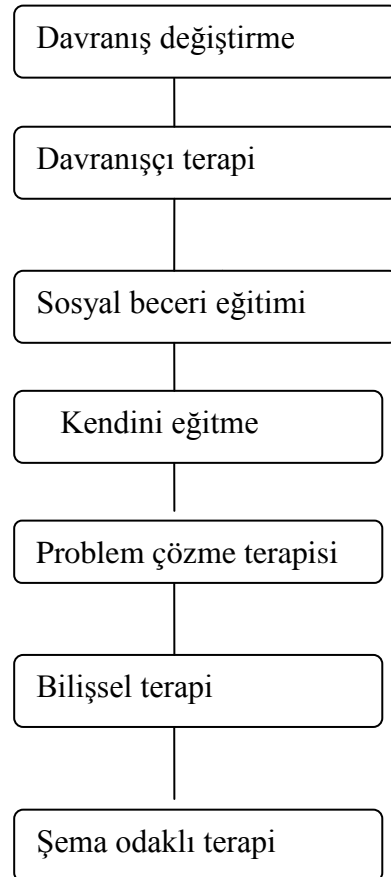 Davranış değiştirme
Davranışçı terapi
Sosyal beceri eğitimi
Kendini eğitme
Problem çözme terapisi
Bilişsel terapi
Şema odaklı terapi